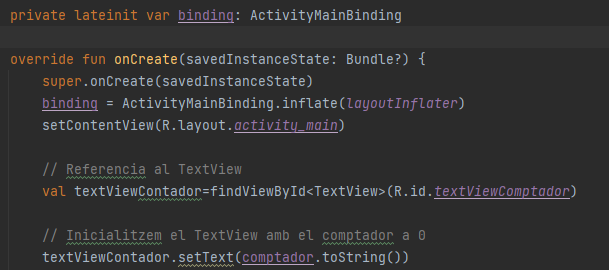 private lateinit var binding: ActivityMainBinding
override fun onCreate(savedInstanceState: Bundle?) {
super.onCreate(savedInstanceState)
binding = ActivityMainBinding.inflate(layoutInflater)
setContentView(R.layout.activity_main)
// Referencia al TextView
val textViewContador=findViewById<TextView>(R.id.textViewComptador)
// Inicialitzem el TextView amb el comptador a 0
textViewContador.setText(comptador.toString())